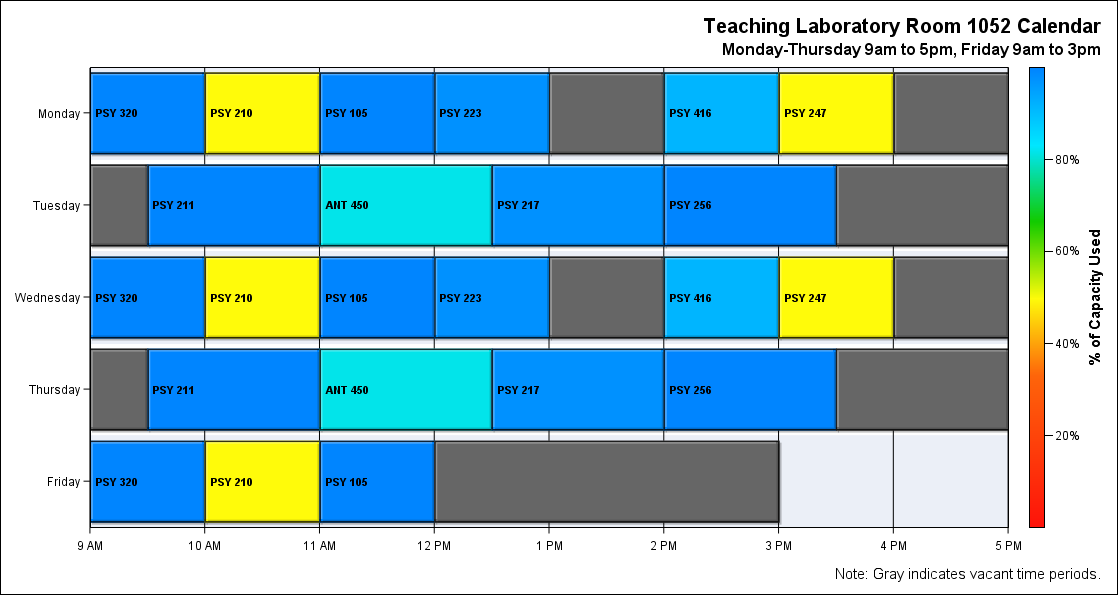 Teaching Laboratory Room 1052 Calendar
Monday-Thursday 9am to 5pm, Friday 9am to 3pm
Monday
PSY 320
PSY 210
PSY 105
PSY 223
PSY 416
PSY 247
Tuesday
PSY 211
ANT 450
PSY 217
PSY 256
Wednesday
PSY 320
PSY 210
PSY 105
PSY 223
PSY 416
PSY 247
Thursday
PSY 211
ANT 450
PSY 217
PSY 256
Friday
PSY 320
PSY 210
PSY 105
9 AM
10 AM
11 AM
12 PM
1 PM
2 PM
3 PM
4 PM
5 PM
80%
60%
40%
20%
% of Capacity Used
Note: Gray indicates vacant time periods.